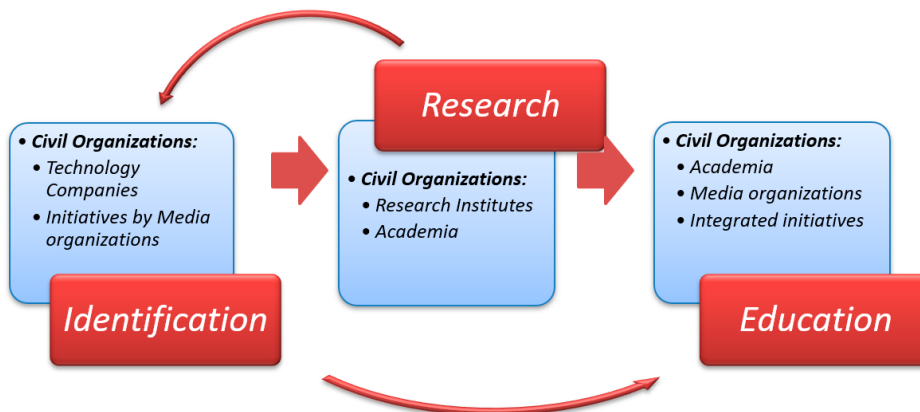 • Civil Organizations:
• Technology
Companies
• Initiatives by Media
organizations
Identification
Research
• Civil Organizations:
• Research Institutes
• Academia
• Civil Organizations:
• Academia
• Media organizations
• Integrated initiatives
Education